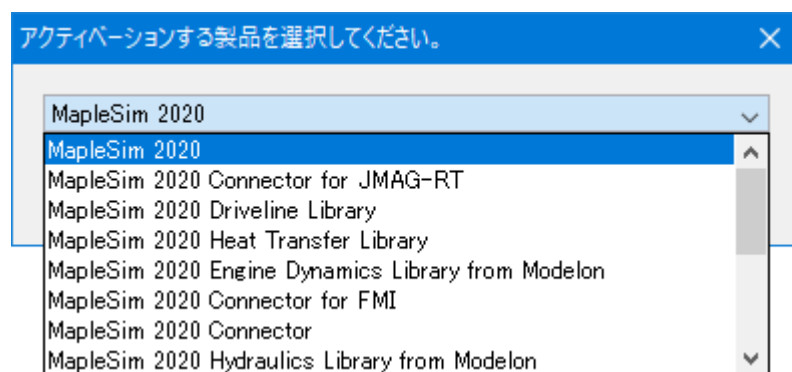 アクティベーションする製品を選択してください。
MapleSim 2020
MapleSim 2020
MapleSim 2020 Connector for JMAG-RT
MapleSim 2020 Driveline Library
MapleSim 2020 Heat Transfer Library
MapleSim 2020 Engine Dynamics Library from Modelon
MapleSim 2020 Connector for FMI
MapleSim 2020 Connector
MapleSim 2020 Hydraulics Library from Modelon